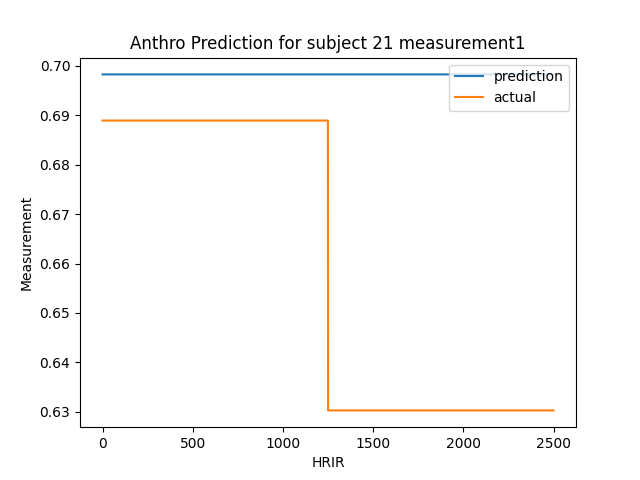 Anthro Prediction for subject 21 measurement1
prediction
actual
Measurement
0.70
0.69
0.68
0.67
0.66
0.65
0.64
0.63
0 500 1000 1500 2000 2500
HRIR